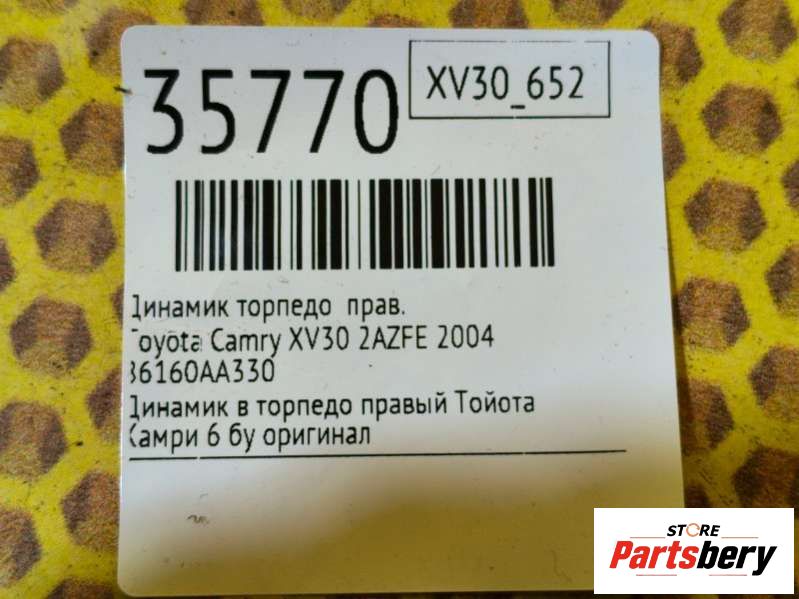 35770
XV30_652
Динамик торпедо прав.
Toyota Camry XV30 2AZFE 2004
86160AA330
Динамик в торпедо правый Тойота
Камри 6 бу оригинал
STORE
Partsbery